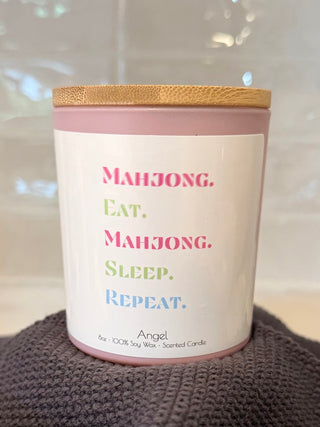 Mahjong.
Eat.
Mahjong.
Sleep.
Repeat.
Angel
8oz - 100% Soy Wax - Scented Candle